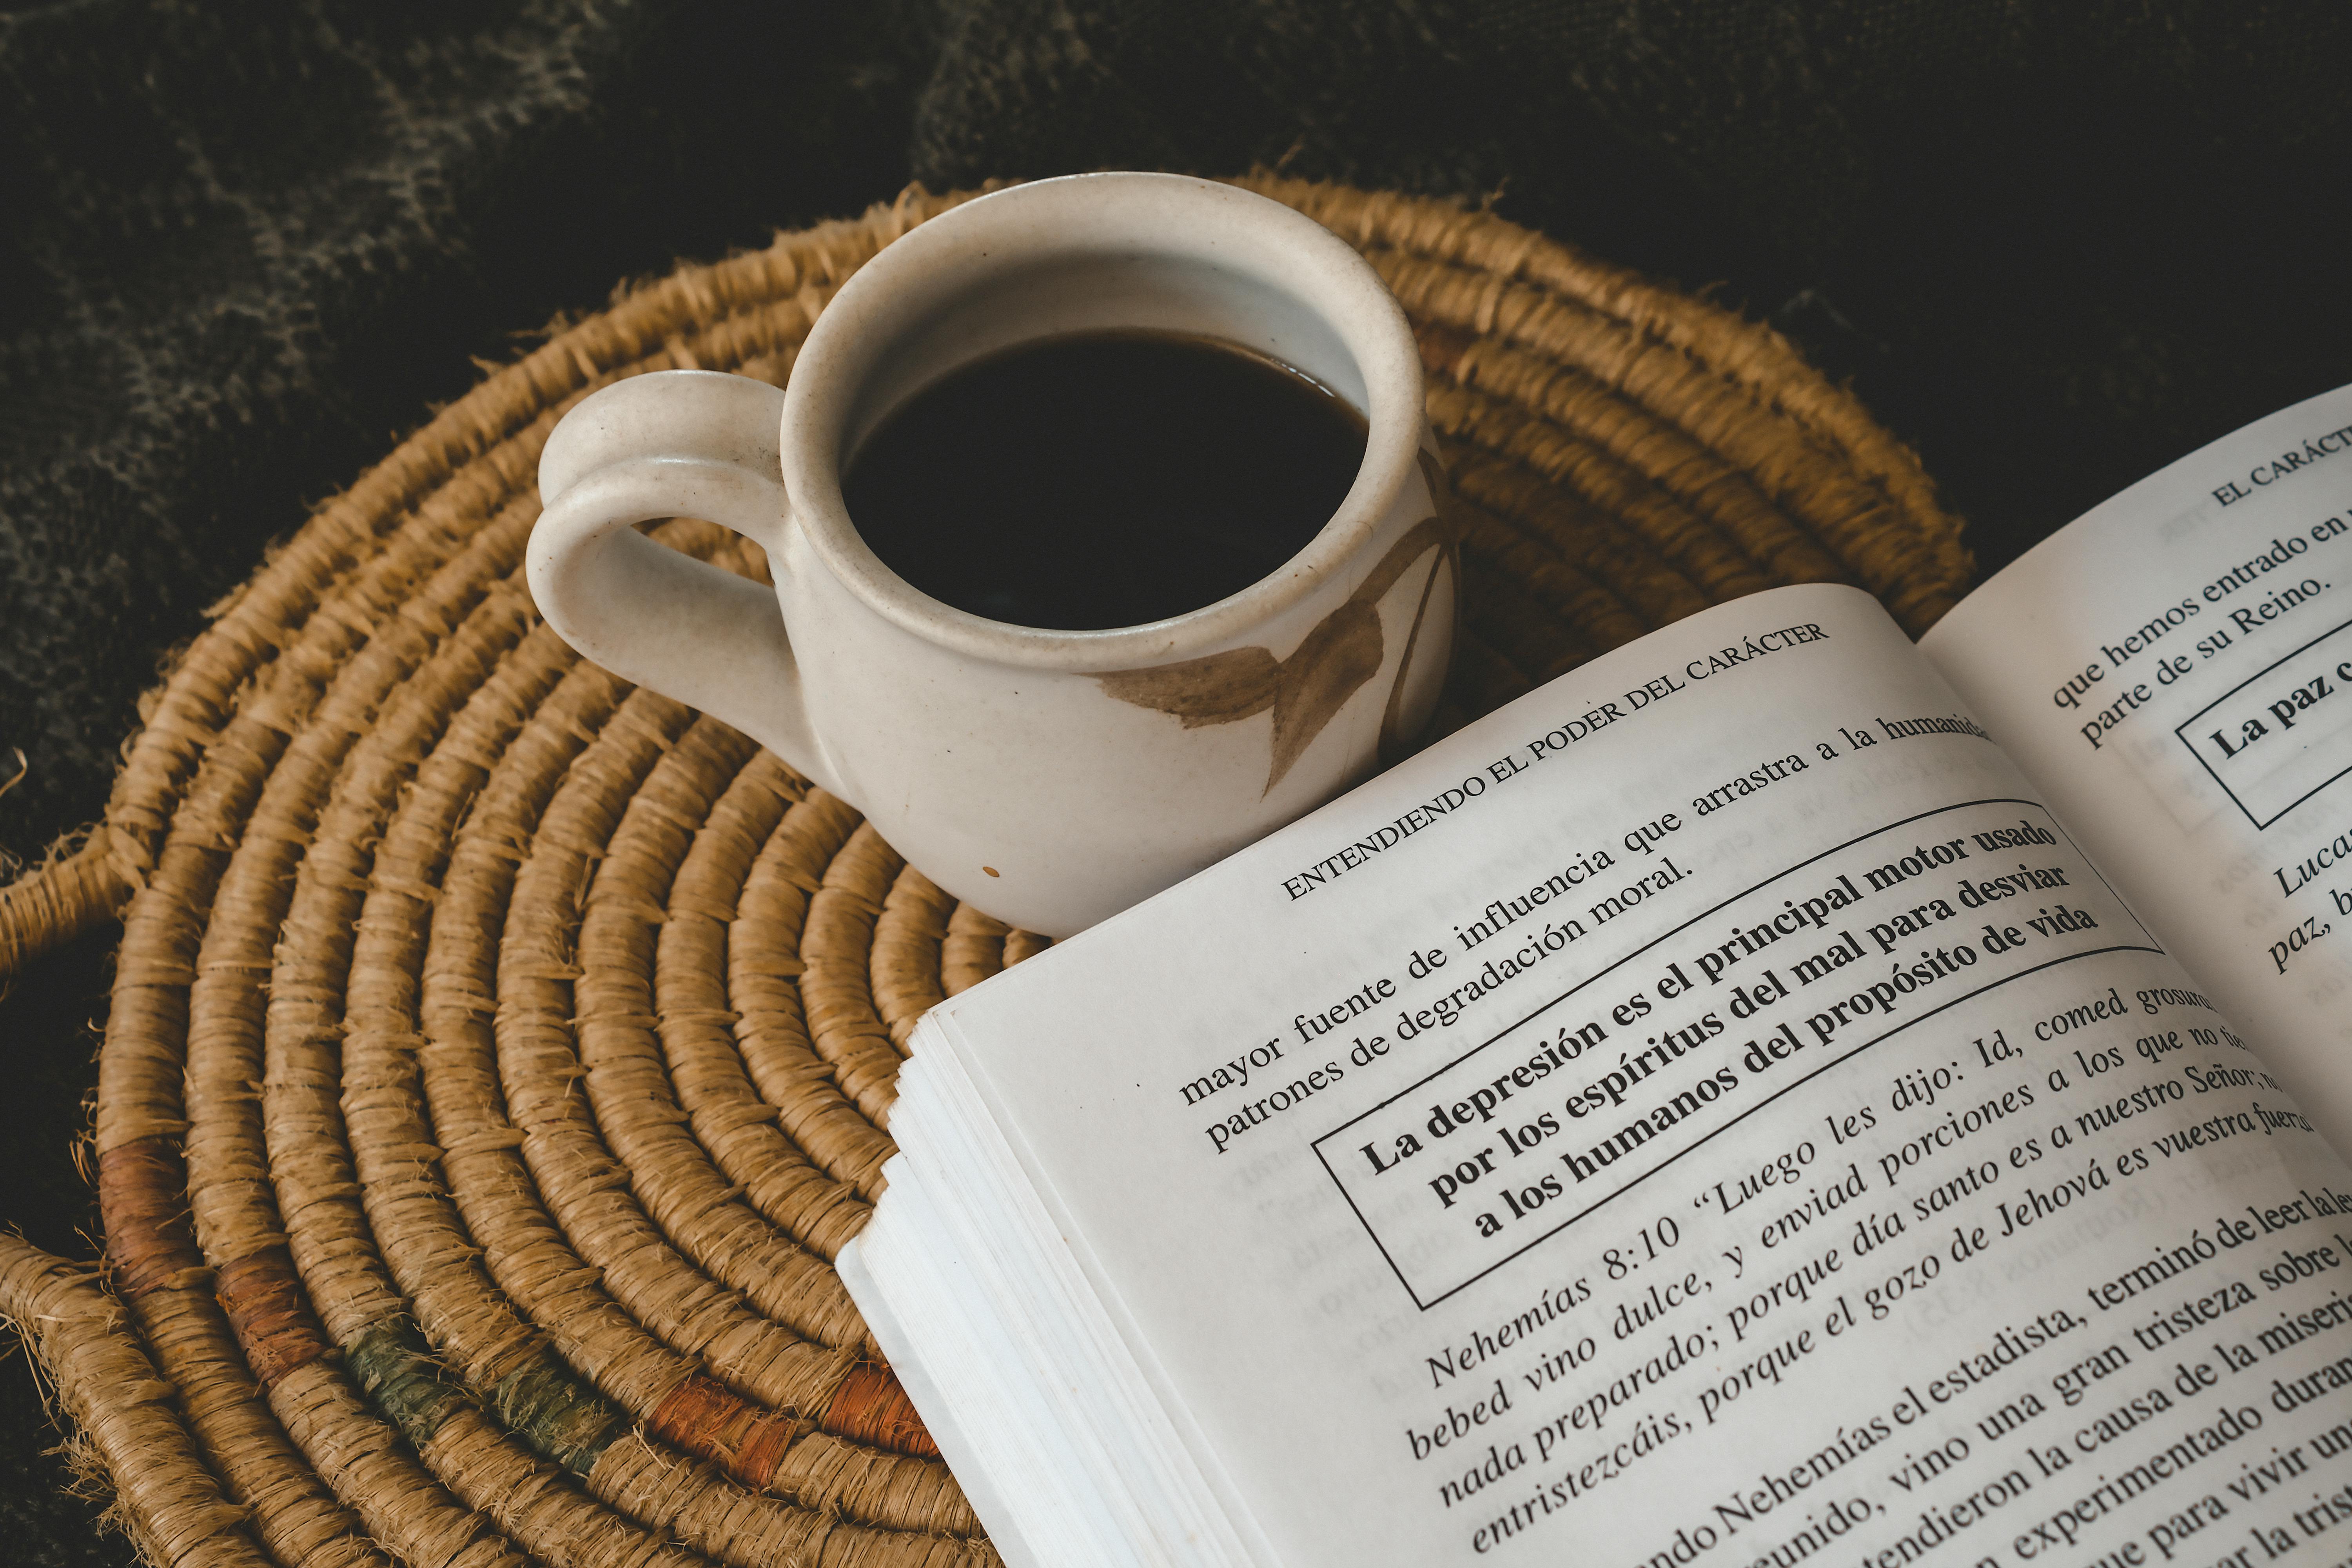 ENTENDIENDO EL PODER DEL CARÁCTER
mayor fuente de influencia que arrastra a la
patrones de degradación moral.
La depresión es el principal motor usado
por los espíritus del mal para desviar
a los humanos del propósito de vida
Nehemías 8:10 “Luego les dijo: Id, comed
bebed vino dulce, y enviad porciones a los que no
nada preparado; porque día santo es a nuestro Señor;
entristezcáis, porque el gozo de Jehová es vuestra
Nehemías el estadista, terminó de leer la
vino una gran tristeza sobre
la causa de la
experimentado
que para vivir
la
EL
que hemos entrado en
parte de su Reino.
La paz
paz,